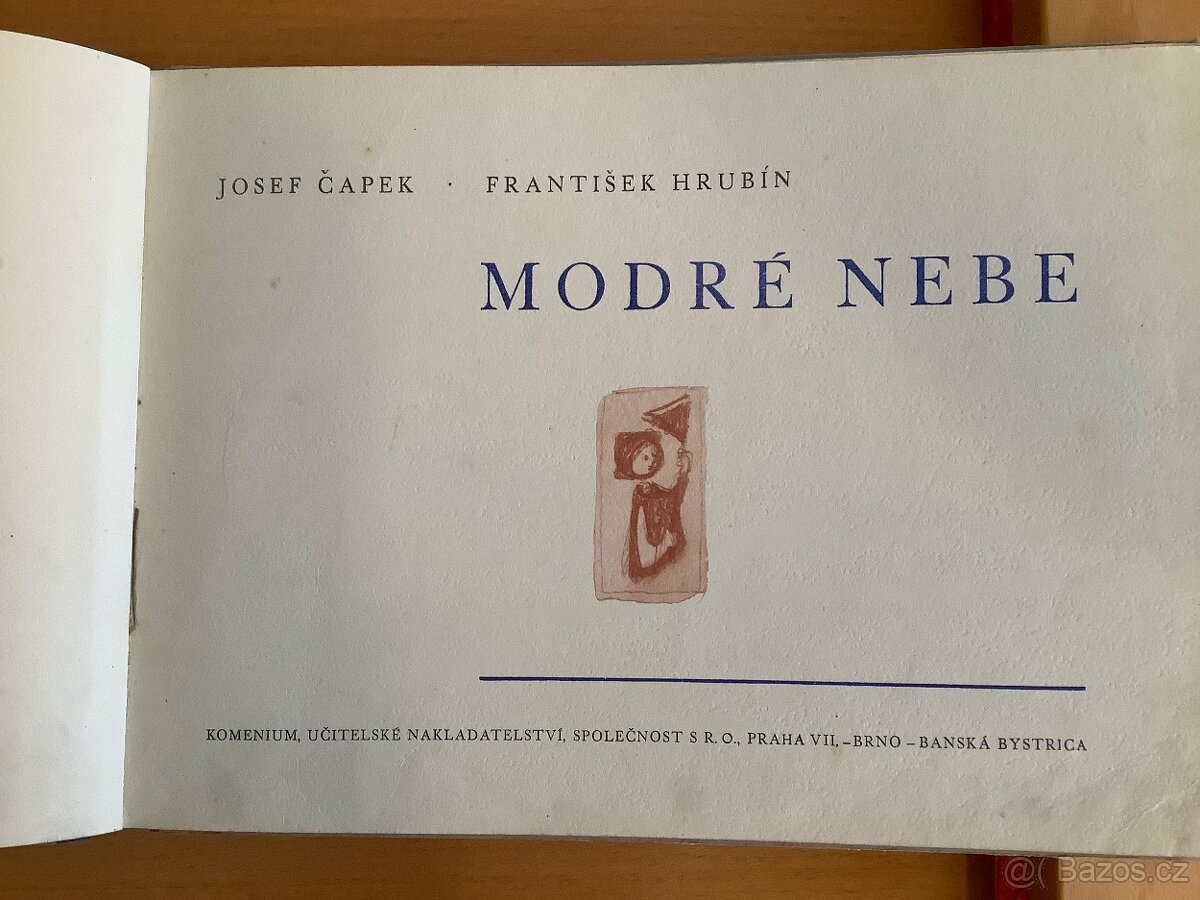 JOSEF ČAPEK · FRANTIŠEK HRUBÍN
MODRÉ NEBE
KOMENIUM, UČITELSKÉ NAKLADATELSTVÍ, SPOLEČNOST S R. O., PRAHA VII, – BRNO – BANSKÁ BYSTRICA
@( Bazos.cz